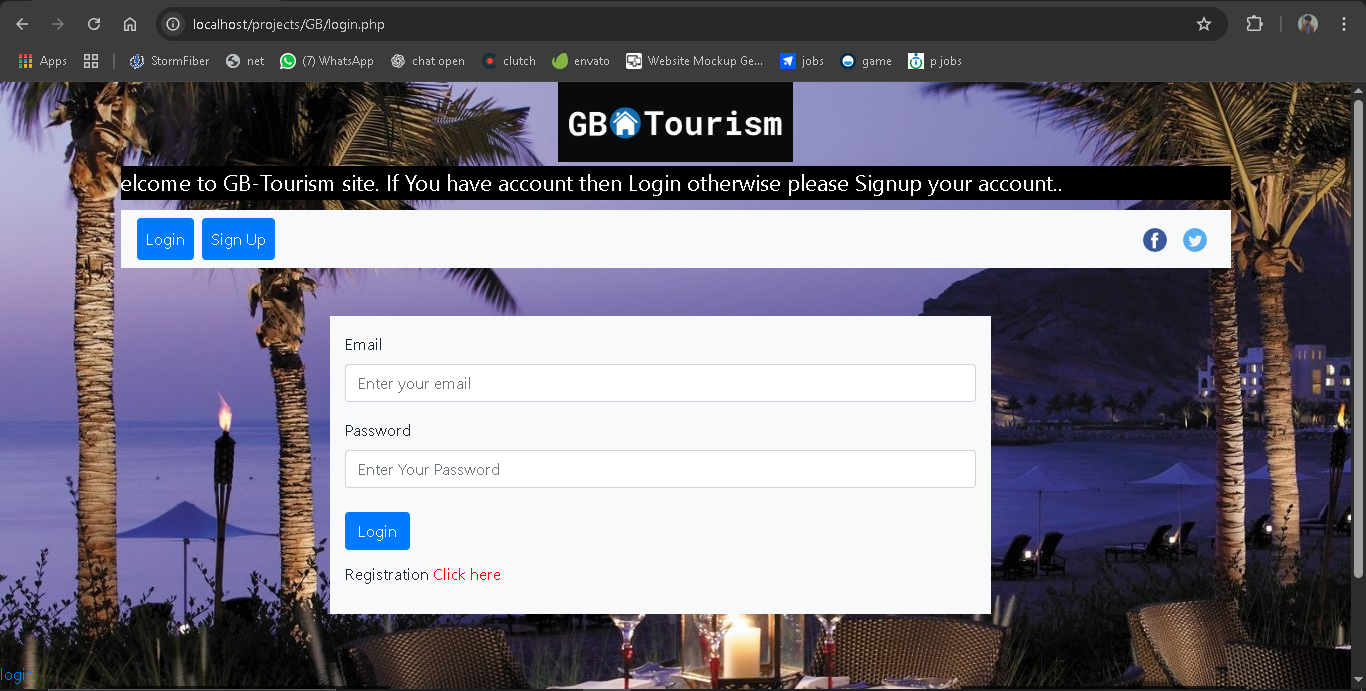 localhost/projects/GB/login.php
Apps StormFiber net (7) WhatsApp chat open clutch envato Website Mockup Ge... jobs game p jobs
GB Tourism
elcome to GB-Tourism site. If You have account then Login otherwise please Signup your account..
Login Sign Up
Email
Enter your email
Password
Enter Your Password
Login
Registration Click here
login